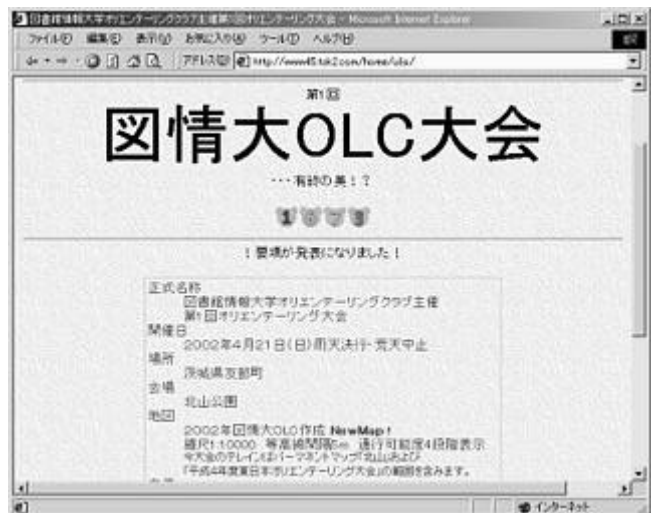 図書館情報大学オリエンテーリングクラブ主催第1回オリエンテーリング大会 - Microsoft Internet Explorer
ファイル(F) 編集(E) 表示(V) お気に入り(A) ツール(T) ヘルプ(H)
アドレス(D) http://www45.tok2.com/home/ulis/
第1回
図情大OLC大会
・・・有終の美！？
1673
！要項が発表になりました！
正式名称
図書館情報大学オリエンテーリングクラブ主催
第1回オリエンテーリング大会
開催日
2002年4月21日(日)雨天決行・荒天中止
場所
茨城県友部町
会場
北山公園
地図
2002年図情大OLC作成 NewMap!
縮尺1:10000 等高線間隔5m 通行可能度4段階表示
今大会のテレインはパーマネントマップ「北山」および
「平成4年度東日本オリエンテーリング大会」の範囲を含みます。
インターネット